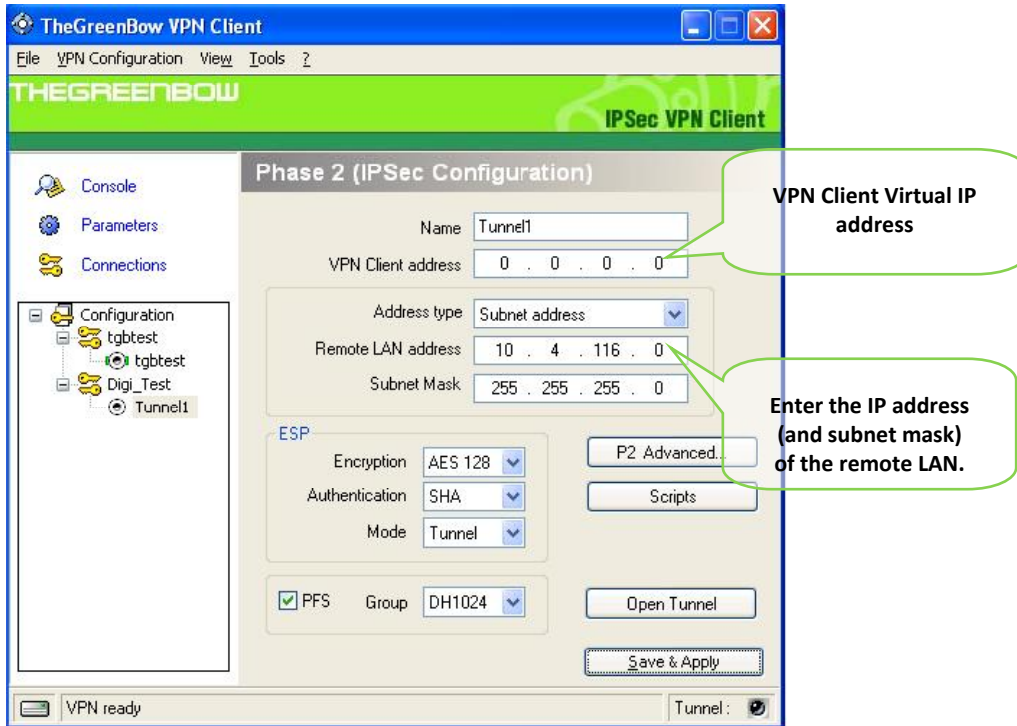 TheGreenBow VPN Client
File VPN Configuration View Tools ?
THEGREENBOW
IPSec VPN Client
Console
Parameters
Connections
Configuration
tgbtest
tgbtest
Digi_Test
Tunnel1
Phase 2 (IPSec Configuration)
Name Tunnel1
VPN Client address 0 . 0 . 0 . 0
Address type Subnet address
Remote LAN address 10 . 4 . 116 . 0
Subnet Mask 255 . 255 . 255 . 0
ESP
Encryption AES 128
Authentication SHA
Mode Tunnel
PFS Group DH1024
P2 Advanced...
Scripts
Open Tunnel
Save & Apply
VPN Client Virtual IP
address
Enter the IP address
(and subnet mask)
of the remote LAN.
VPN ready
Tunnel :